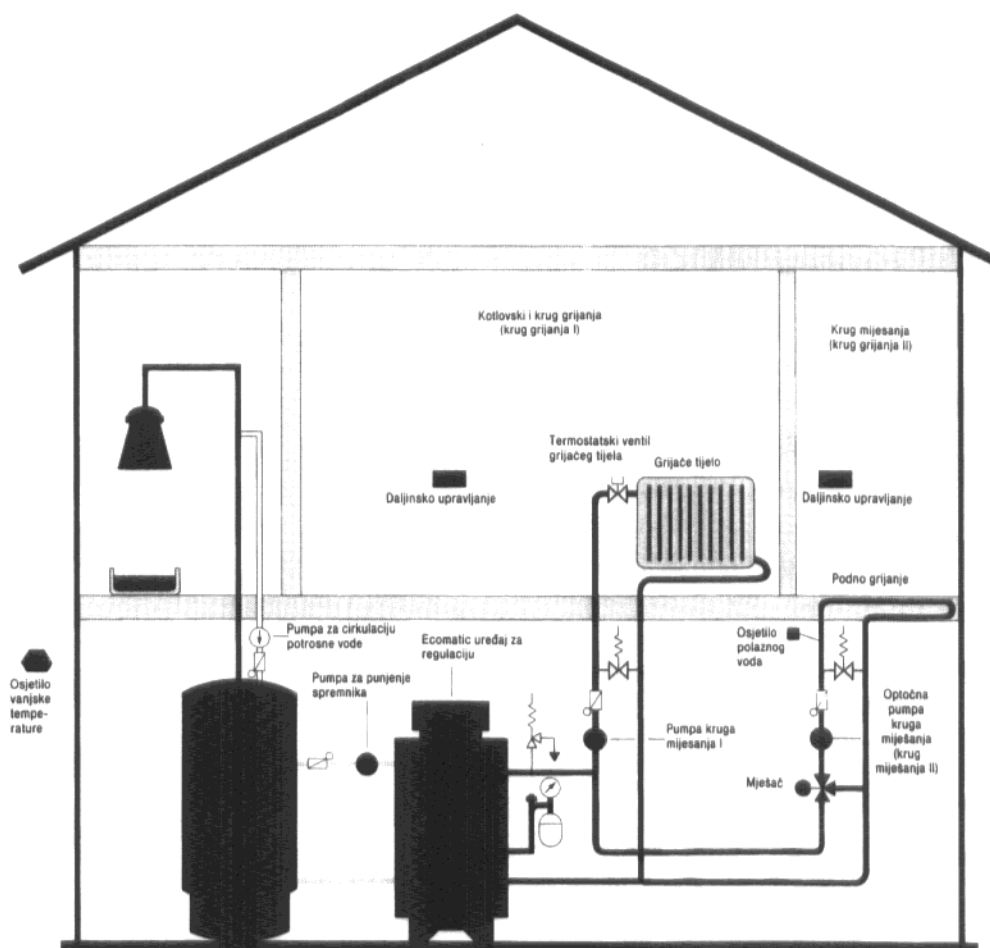 Kotlovski i krug grijanja
(krug grijanja I)
Krug mijesanja
(krug grijanja II)
Termostatski ventil
grijaćeg tijela
Grijaće tijelo
Daljinsko upravljanje
Daljinsko upravljanje
Podno grijanje
Pumpa za cirkulaciju
potrosne vode
Ecomatic uređaj za
regulaciju
Osjetilo
polaznog
voda
Osjetilo
vanjske
tempe-
rature
Pumpa za punjenje
spremnika
Optočna
pumpa
kruga
miješanja
(krug
miješanja II)
Pumpa kruga
mijesanja I
Mješač